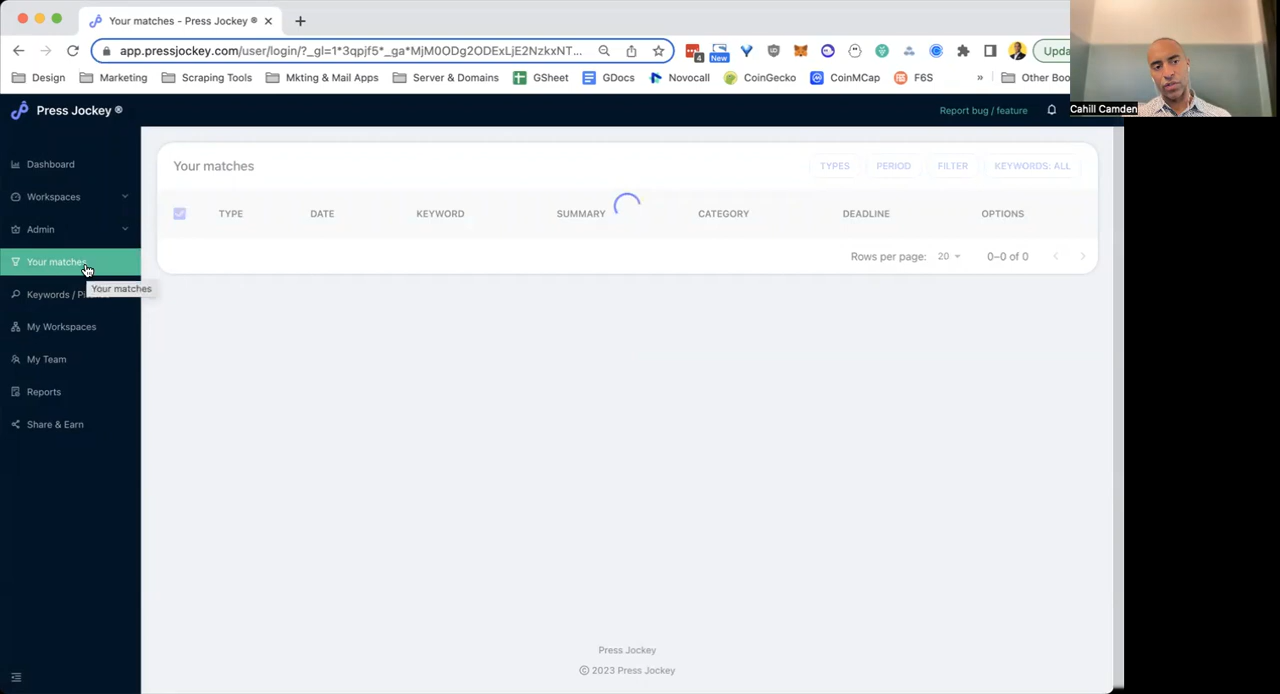 Your matches - Press Jockey ®
app.pressjockey.com/user/login/?_gl=1*3qpjf5*_ga*MjM0ODg2ODExLjE2NzkxNT...
4
New
Upda
Design
Marketing
Scraping Tools
Mkting & Mail Apps
Server & Domains
GSheet
GDocs
Novocall
CoinGecko
CoinMCap
F6S
»
Other Boo
Cahill Camden
Press Jockey ®
Report bug / feature
Dashboard
Workspaces
Admin
Your matches
Your matches
Keywords / Pi
My Workspaces
My Team
Reports
Share & Earn
Your matches
TYPES
PERIOD
FILTER
KEYWORDS: ALL
TYPE
DATE
KEYWORD
SUMMARY
CATEGORY
DEADLINE
OPTIONS
Rows per page:
20
0–0 of 0
Press Jockey
© 2023 Press Jockey